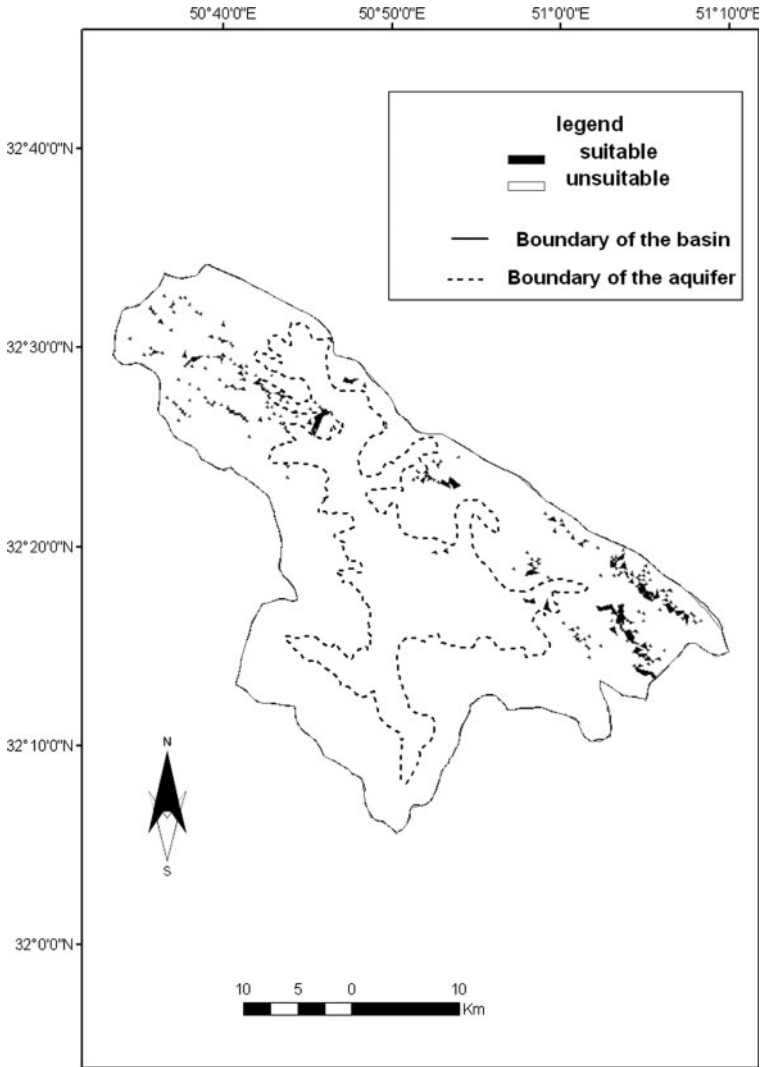 50°40'0"E 50°50'0"E 51°0'0"E 51°10'0"E
legend
suitable
unsuitable
Boundary of the basin
Boundary of the aquifer
32°40'0"N
32°30'0"N
32°20'0"N
32°10'0"N
32°0'0"N
N
S
10 5 0 10
Km